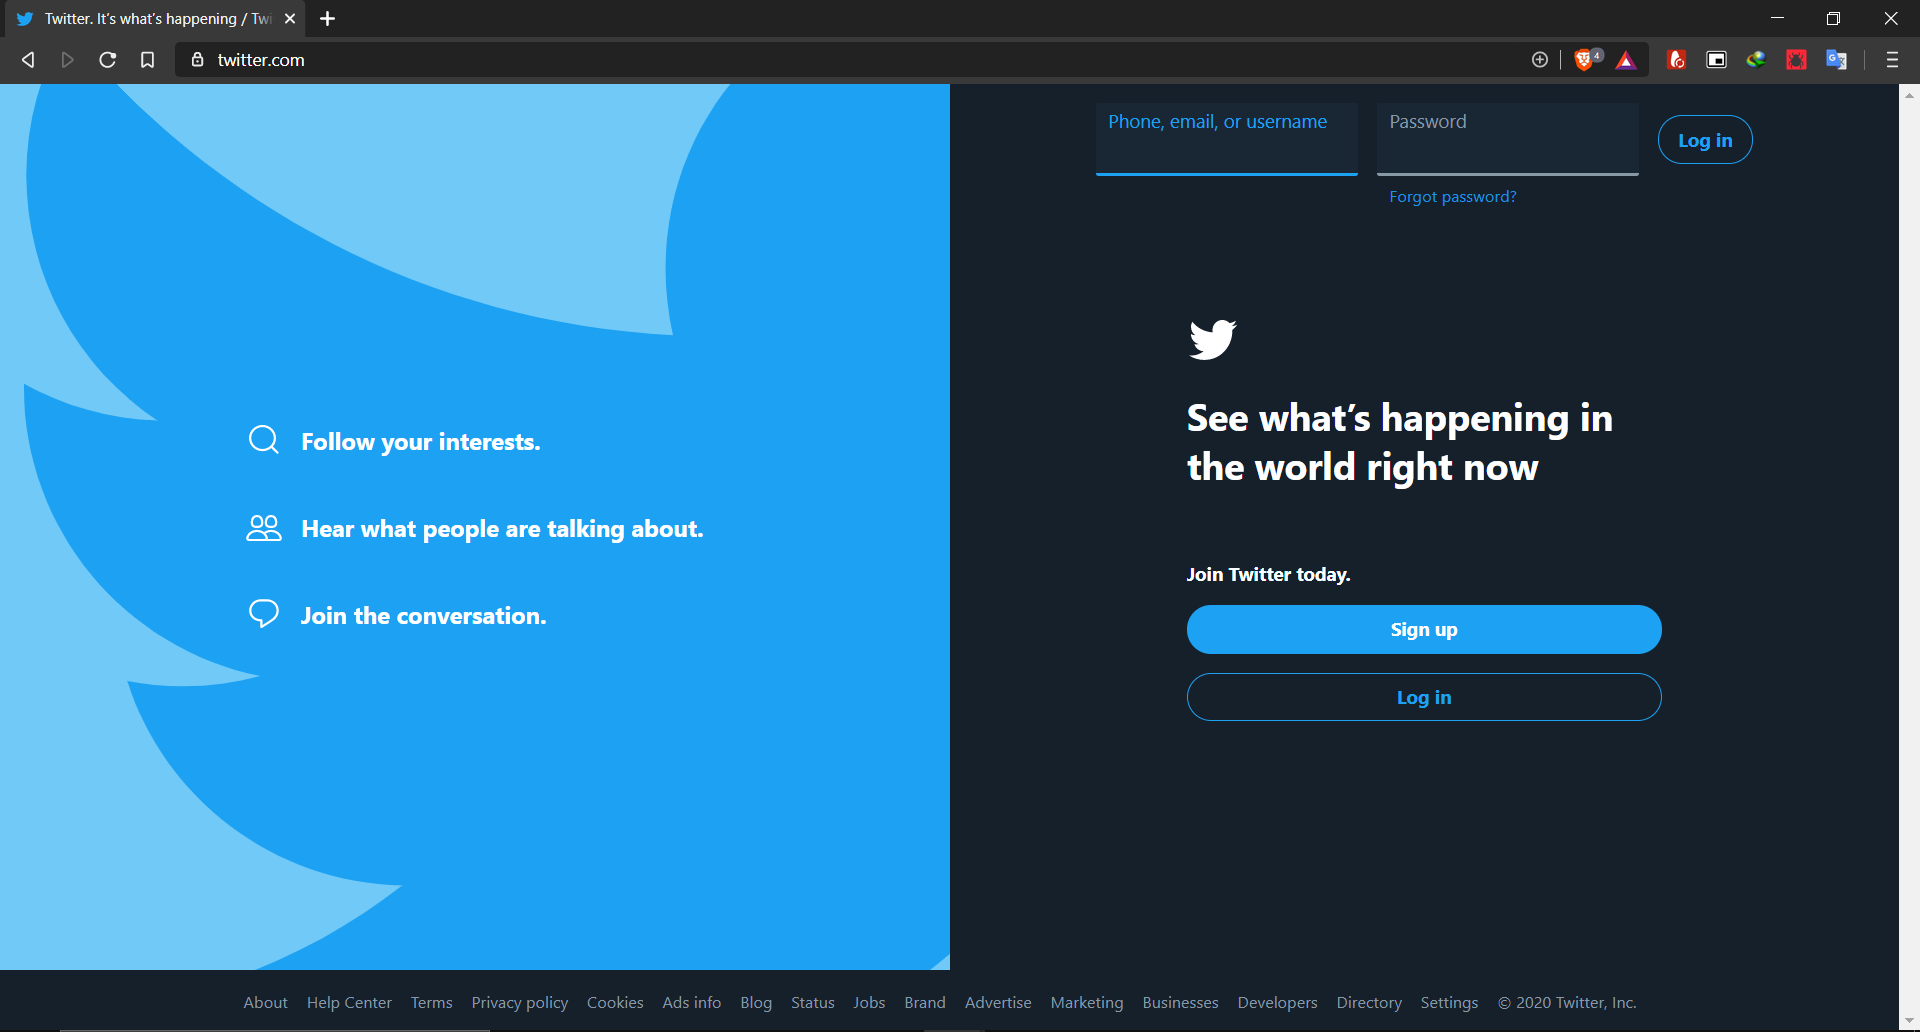 Twitter. It's what's happening / Twi
twitter.com
4
Phone, email, or username
Password
Log in
Forgot password?
Follow your interests.
Hear what people are talking about.
Join the conversation.
See what's happening in
the world right now
Join Twitter today.
Sign up
Log in
About Help Center Terms Privacy policy Cookies Ads info Blog Status Jobs Brand Advertise Marketing Businesses Developers Directory Settings © 2020 Twitter, Inc.